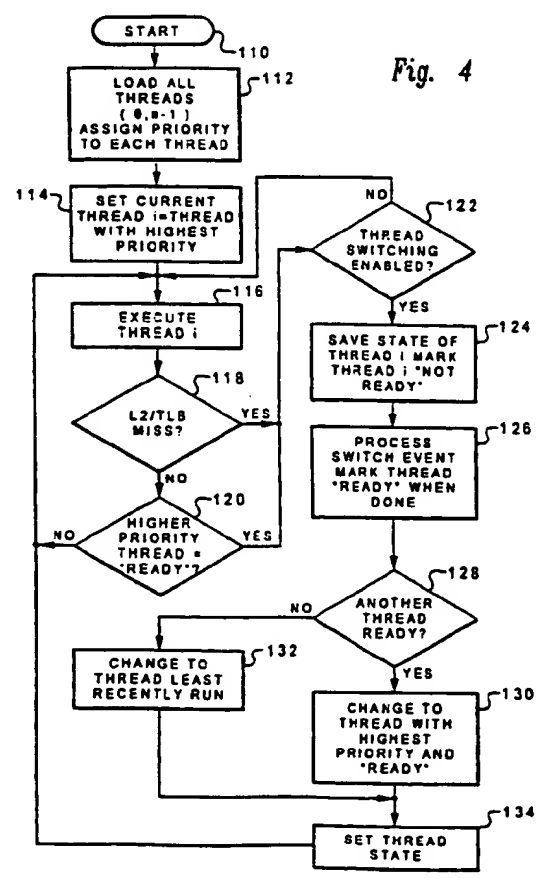 START
110
Fig. 4
LOAD ALL
THREADS
(0,n-1)
ASSIGN PRIORITY
TO EACH THREAD
112
114
SET CURRENT
THREAD i=THREAD
WITH HIGHEST
PRIORITY
NO
122
THREAD
SWITCHING
ENABLED?
116
EXECUTE
THREAD i
YES
124
SAVE STATE OF
THREAD i MARK
THREAD i "NOT
READY"
118
L2/TLB
MISS?
YES
NO
126
PROCESS
SWITCH EVENT
MARK THREAD
"READY" WHEN
DONE
120
NO
HIGHER
PRIORITY
THREAD =
"READY"?
YES
128
NO
ANOTHER
THREAD
READY?
YES
132
CHANGE TO
THREAD LEAST
RECENTLY RUN
130
CHANGE TO
THREAD WITH
HIGHEST
PRIORITY AND
"READY"
134
SET THREAD
STATE